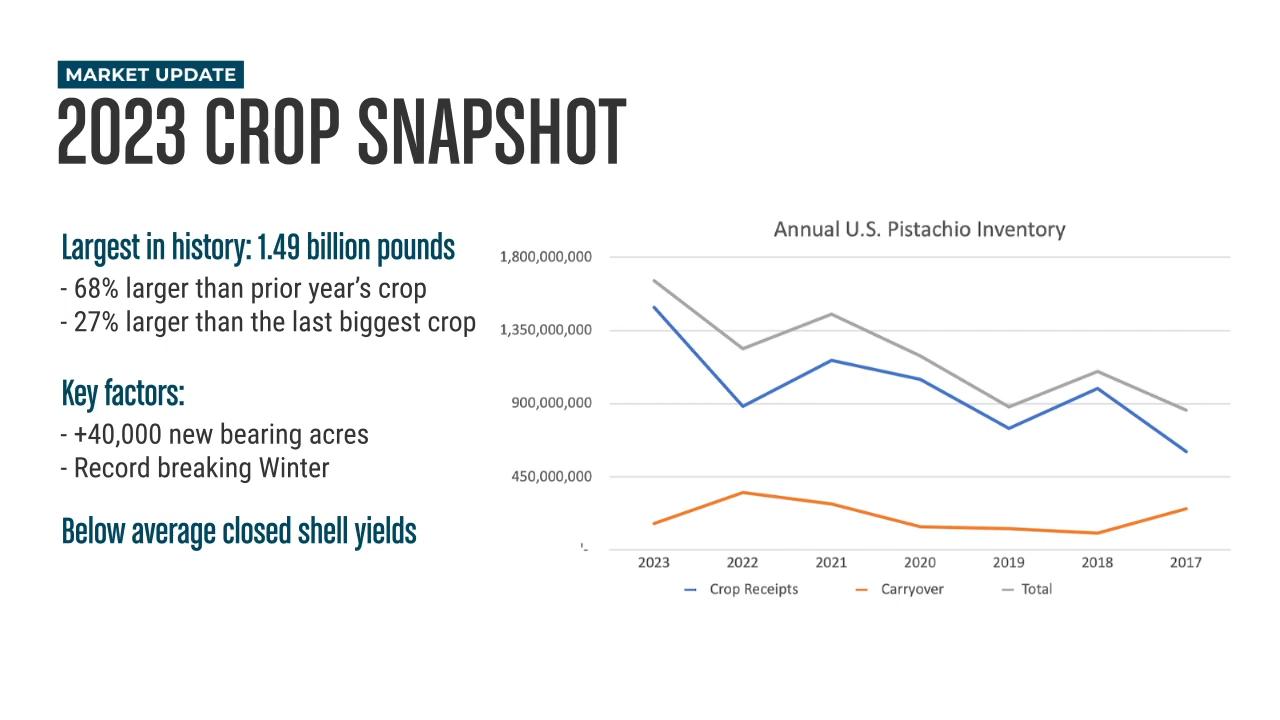 MARKET UPDATE
2023 CROP SNAPSHOT
Largest in history: 1.49 billion pounds
- 68% larger than prior year's crop
- 27% larger than the last biggest crop
Key factors:
- +40,000 new bearing acres
- Record breaking Winter
Below average closed shell yields
Annual U.S. Pistachio Inventory
1,800,000,000
1,350,000,000
900,000,000
450,000,000
'-
2023 2022 2021 2020 2019 2018 2017
Crop Receipts Carryover Total